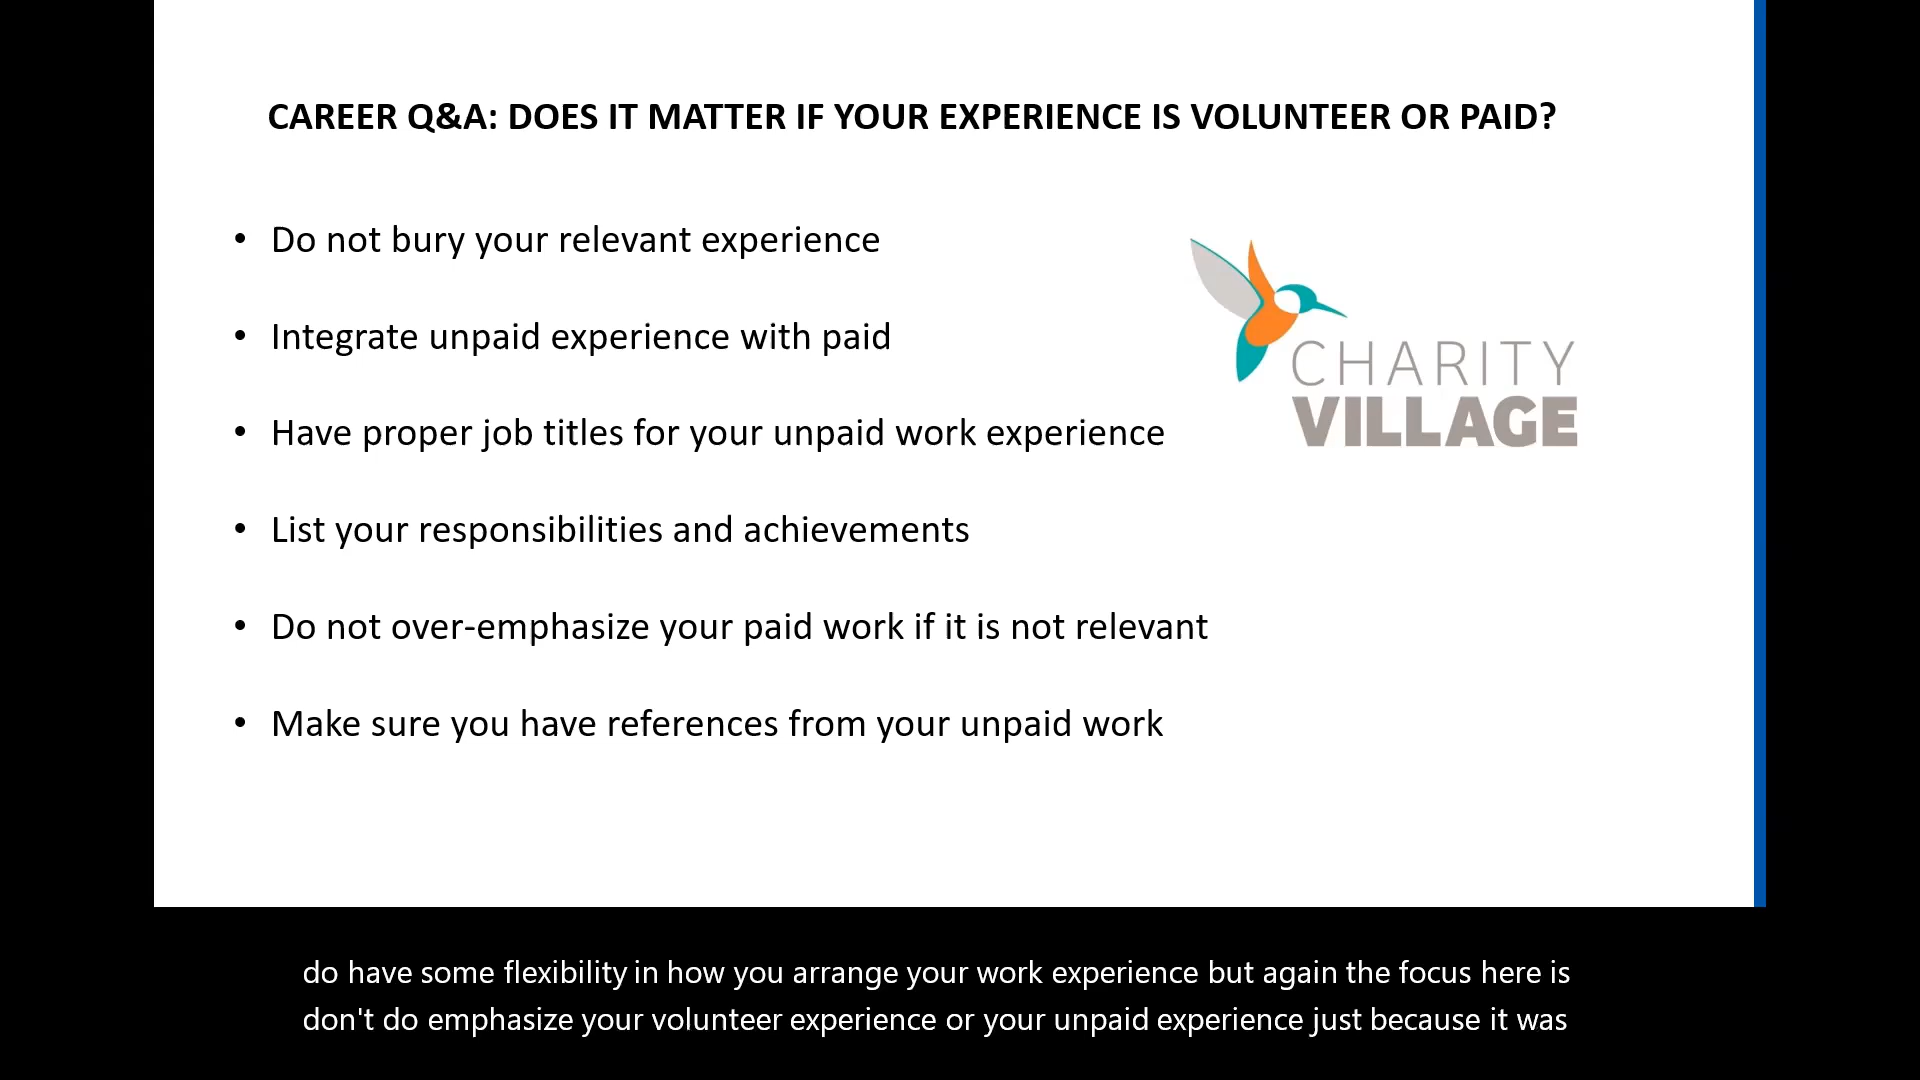 CAREER Q&A: DOES IT MATTER IF YOUR EXPERIENCE IS VOLUNTEER OR PAID?
• Do not bury your relevant experience
• Integrate unpaid experience with paid
• Have proper job titles for your unpaid work experience
• List your responsibilities and achievements
• Do not over-emphasize your paid work if it is not relevant
• Make sure you have references from your unpaid work
CHARITY
VILLAGE
do have some flexibility in how you arrange your work experience but again the focus here is
don't do emphasize your volunteer experience or your unpaid experience just because it was